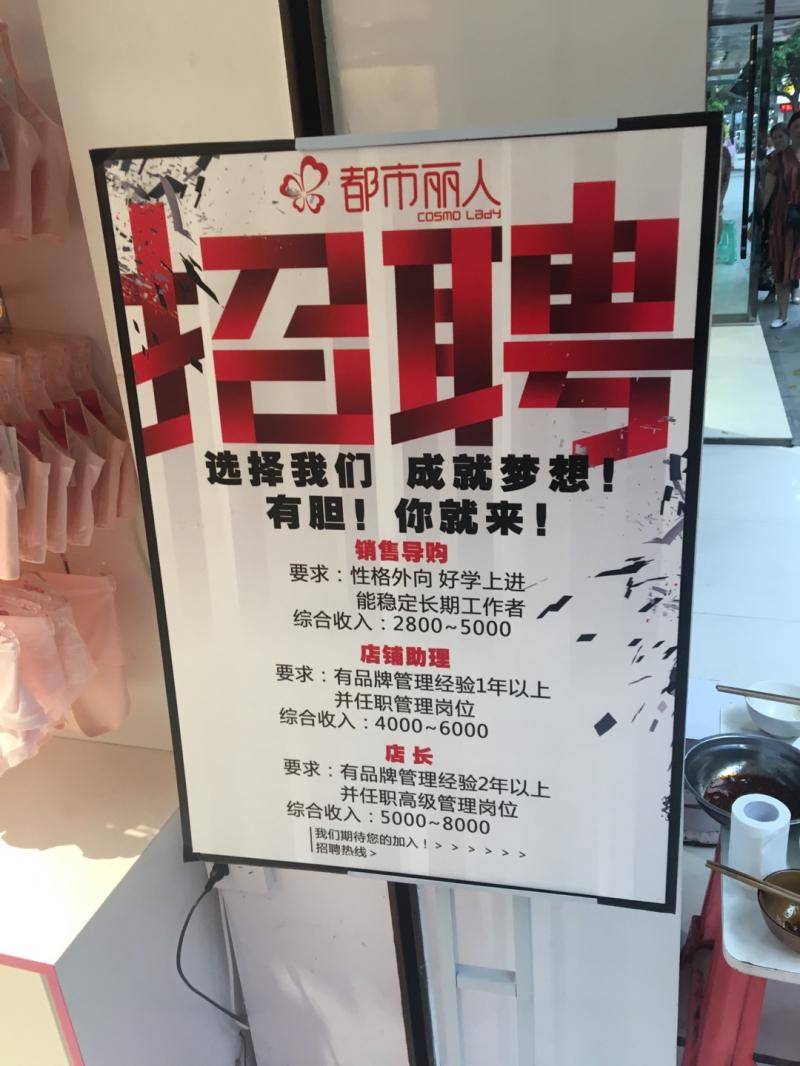 都市丽人
COSMO LADY
招聘
选择我们 成就梦想!
有胆!你就来!
销售导购
要求:性格外向 好学上进
能稳定长期工作者
综合收入:2800~5000
店铺助理
要求:有品牌管理经验1年以上
并任职管理岗位
综合收入:4000~6000
店长
要求:有品牌管理经验2年以上
并任职高级管理岗位
综合收入:5000~8000
我们期待您的加入!> > > > > >
招聘热线>